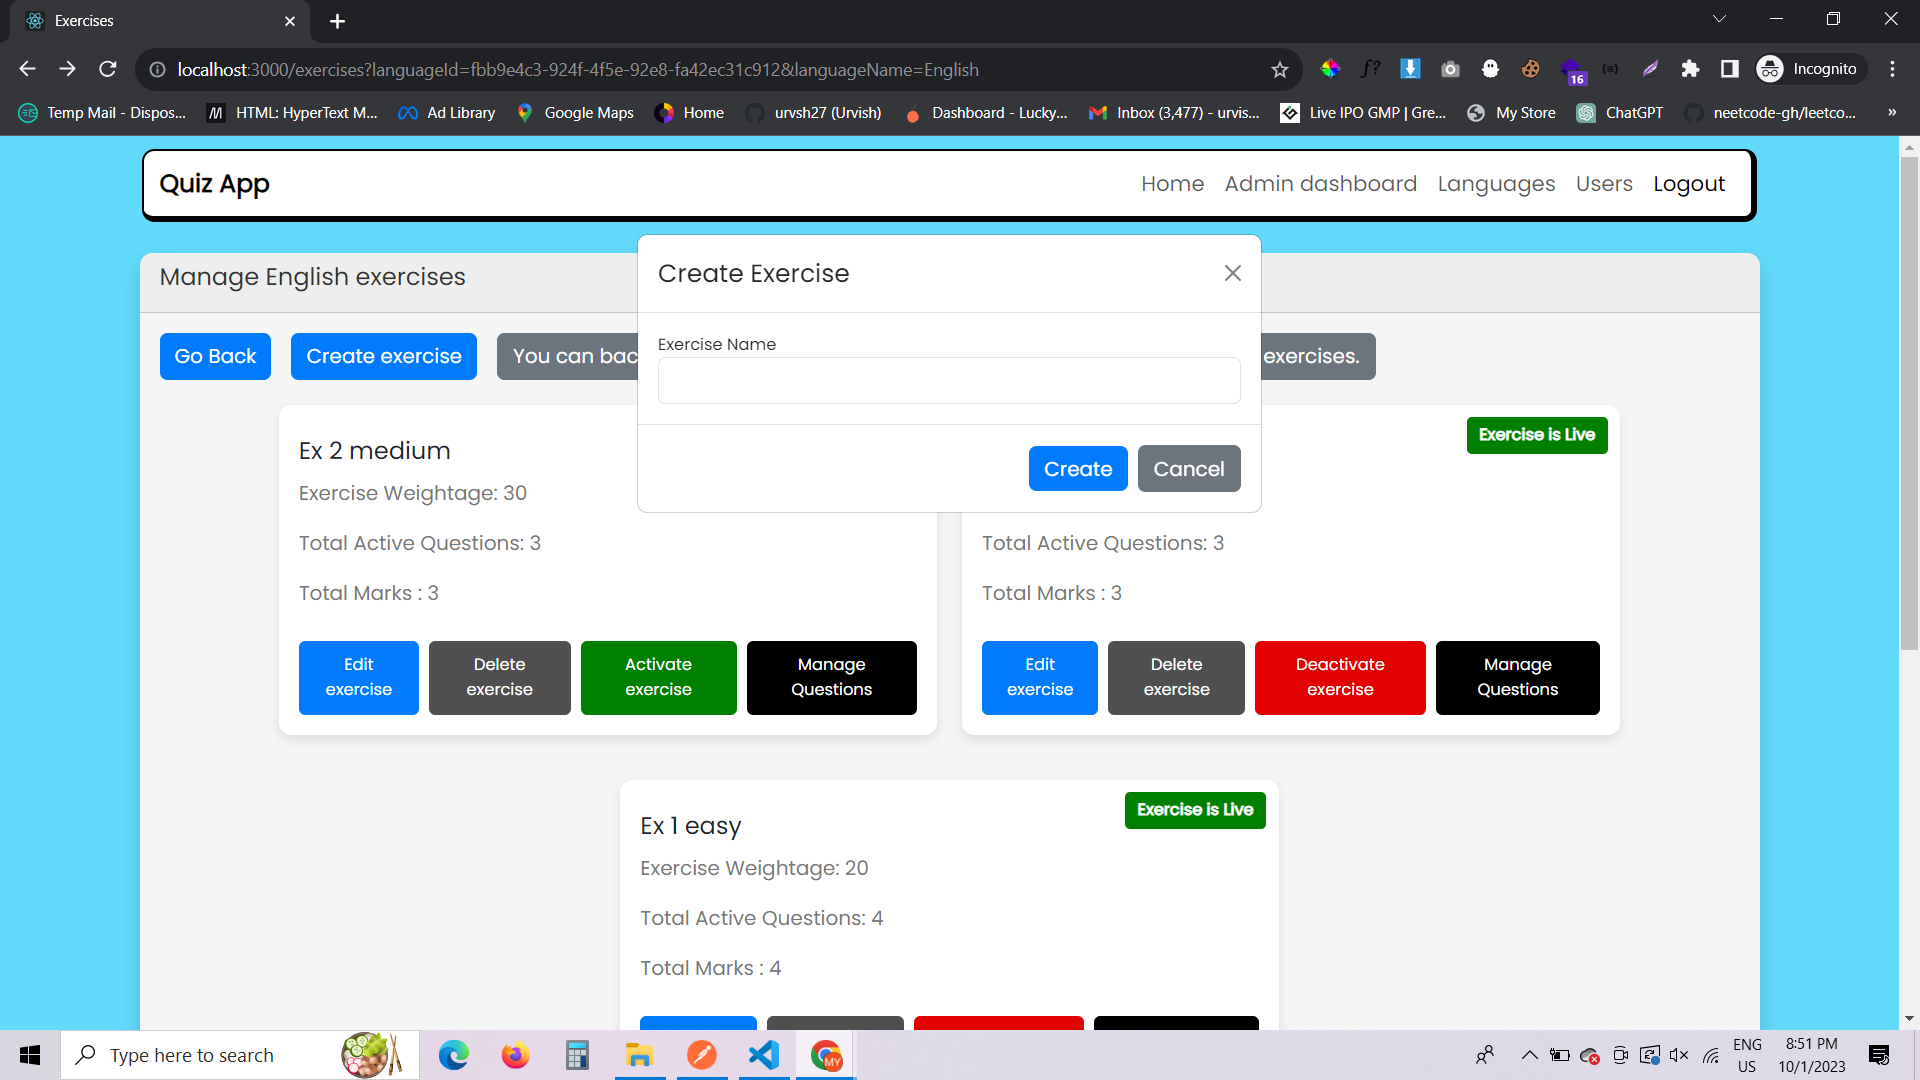 Exercises
localhost:3000/exercises?languageId=fbb9e4c3-924f-4f5e-92e8-fa42ec31c912&languageName=English
f?
16
Incognito
Temp Mail - Dispos...
HTML: HyperText M...
Ad Library
Google Maps
Home
urvsh27 (Urvish)
Dashboard - Lucky...
Inbox (3,477) - urvis...
Live IPO GMP | Gre...
My Store
ChatGPT
neetcode-gh/leetco...
»
Quiz App
Home
Admin dashboard
Languages
Users
Logout
Manage English exercises
Go Back
Create exercise
You can bac
exercises.
Create Exercise
Exercise Name
Create
Cancel
Ex 2 medium
Exercise Weightage: 30
Total Active Questions: 3
Total Marks : 3
Edit
exercise
Delete
exercise
Activate
exercise
Manage
Questions
Exercise is Live
Total Active Questions: 3
Total Marks : 3
Edit
exercise
Delete
exercise
Deactivate
exercise
Manage
Questions
Exercise is Live
Ex 1 easy
Exercise Weightage: 20
Total Active Questions: 4
Total Marks : 4
Type here to search
MY
ENG
US
8:51 PM
10/1/2023